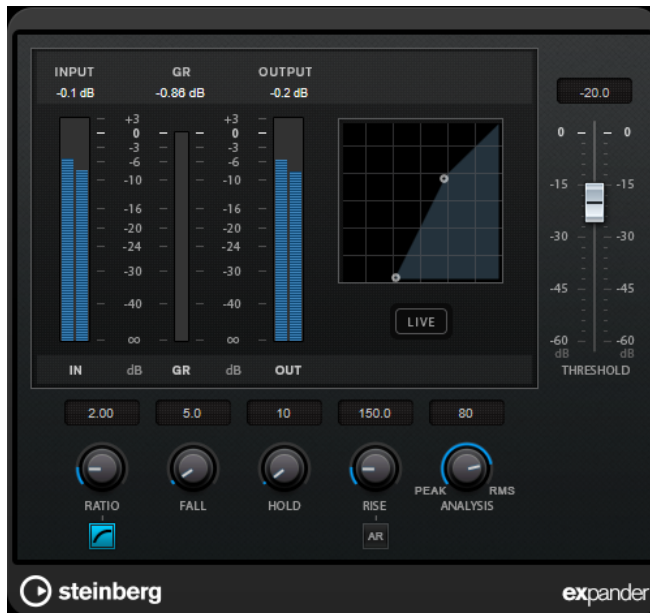 INPUT GR OUTPUT
-0.1 dB -0.86 dB -0.2 dB
-20.0
+3 +3
0 0
-3 -3
-6 -6
-10 -10
-16 -16
-20 -20
-24 -24
-30 -30
-40 -40
∞ ∞
0 0
-15 -15
-30 -30
-45 -45
-60 -60
dB dB
THRESHOLD
LIVE
IN dB GR dB OUT
2.00 5.0 10 150.0 80
PEAK RMS
RATIO FALL HOLD RISE ANALYSIS
AR
steinberg expander